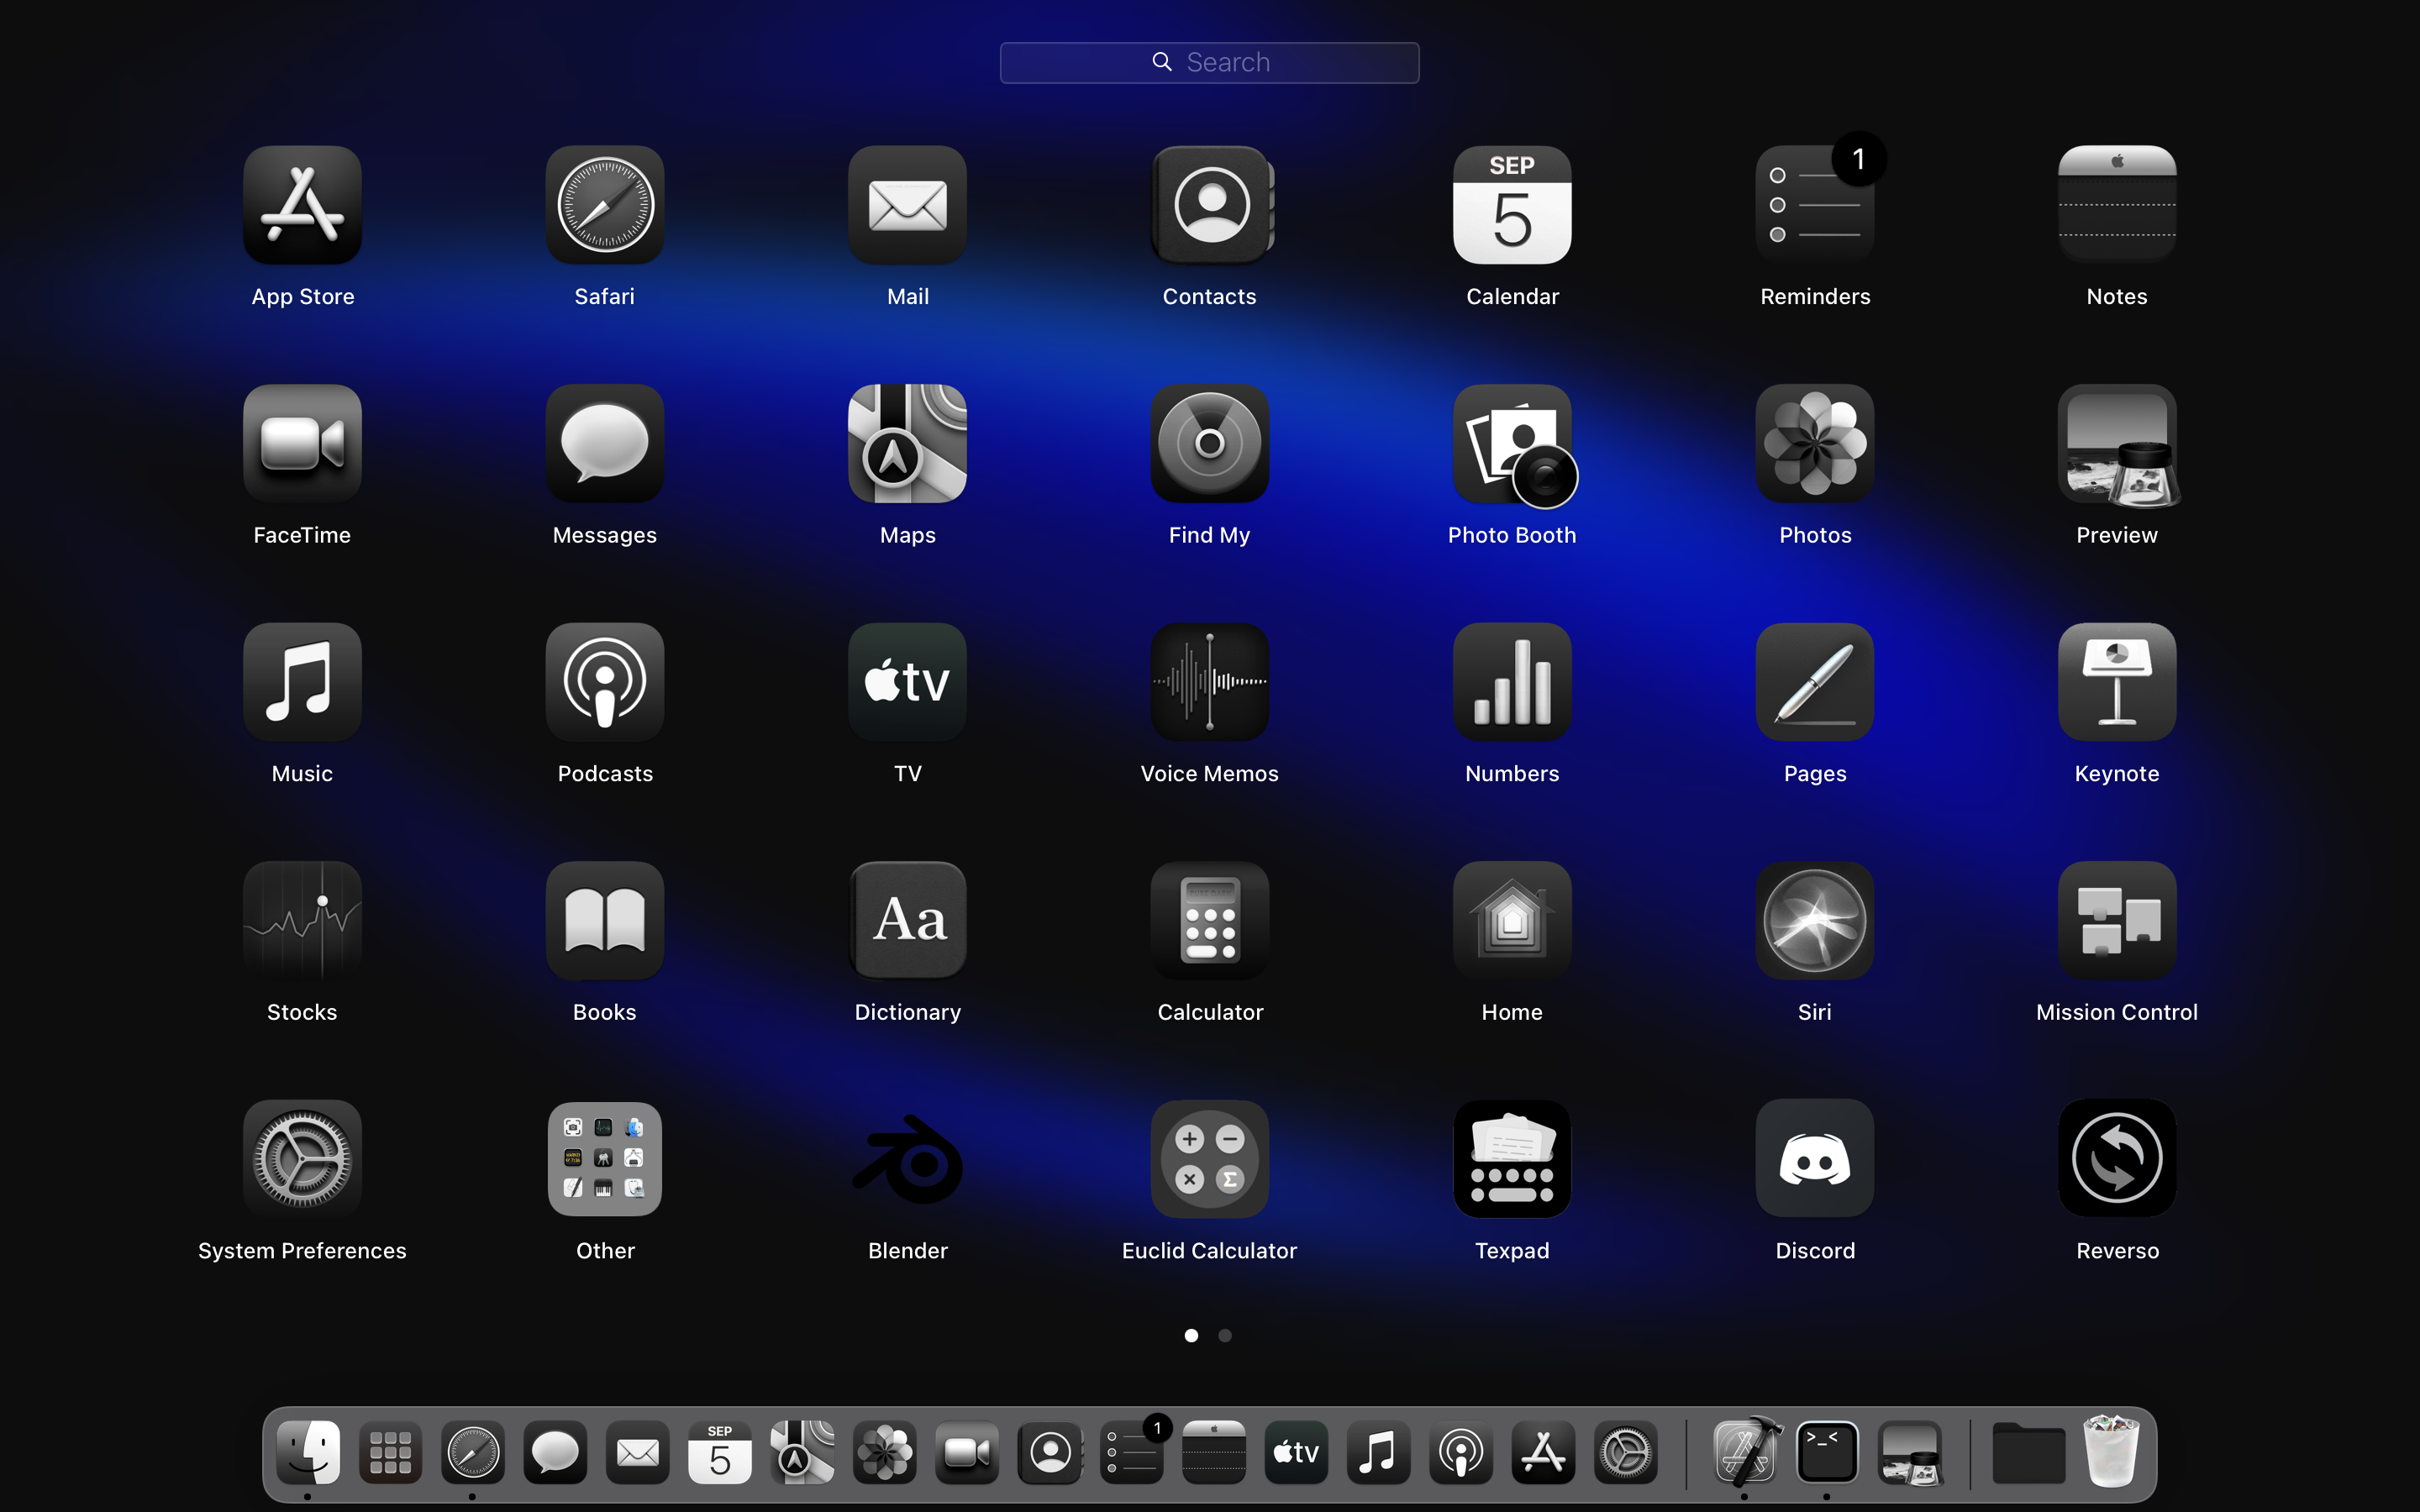 Search
SEP
5
1
App Store
Safari
Mail
Contacts
Calendar
Reminders
Notes
FaceTime
Messages
Maps
Find My
Photo Booth
Photos
Preview
tv
Music
Podcasts
TV
Voice Memos
Numbers
Pages
Keynote
Aa
Stocks
Books
Dictionary
Calculator
Home
Siri
Mission Control
+ −
× Σ
System Preferences
Other
Blender
Euclid Calculator
Texpad
Discord
Reverso
SEP
5
1
tv
>_<